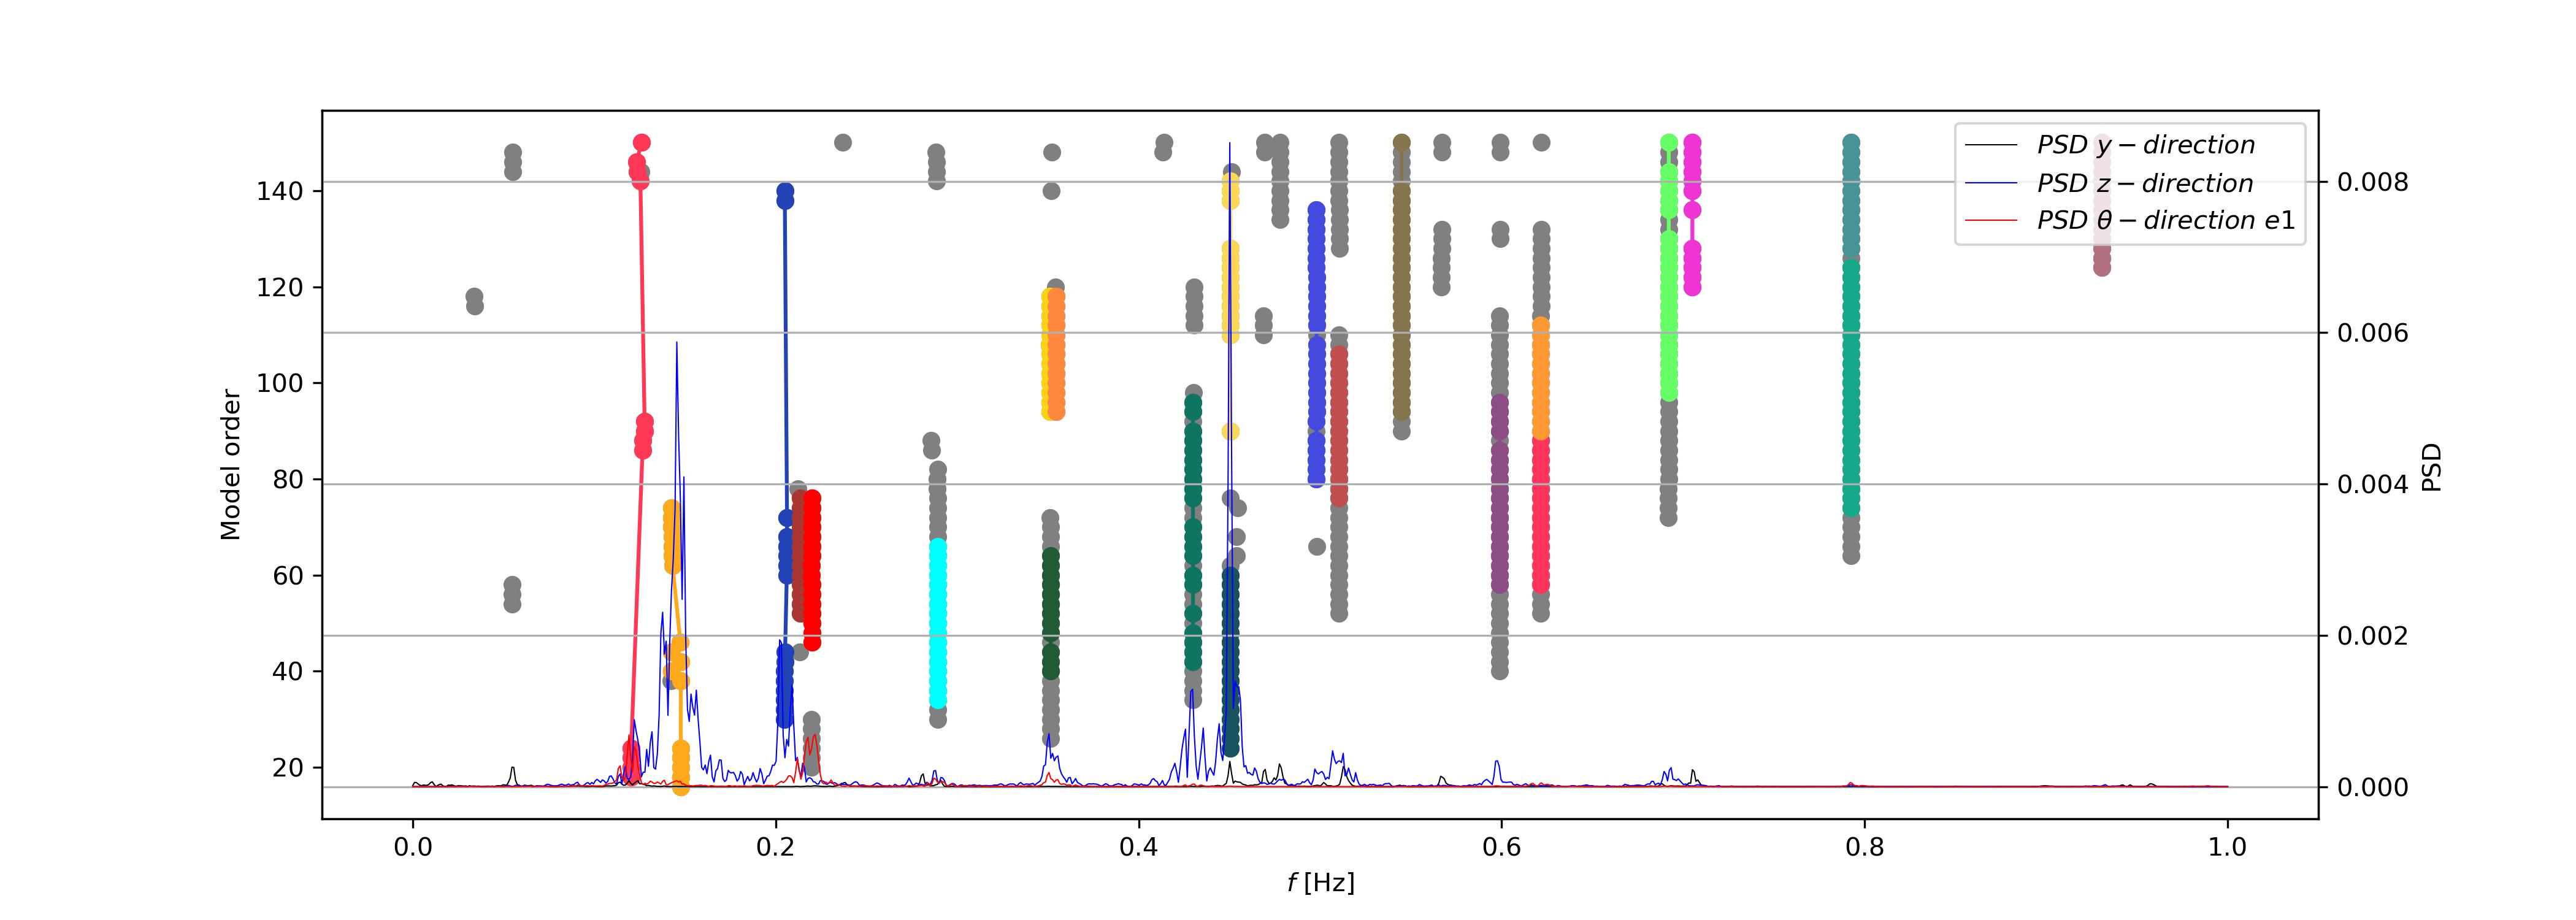 PSD y − direction
PSD z − direction
PSD θ − direction e1
140
120
100
80
60
40
20
Model order
0.008
0.006
0.004
0.002
0.000
PSD
0.0 0.2 0.4 0.6 0.8 1.0
f [Hz]